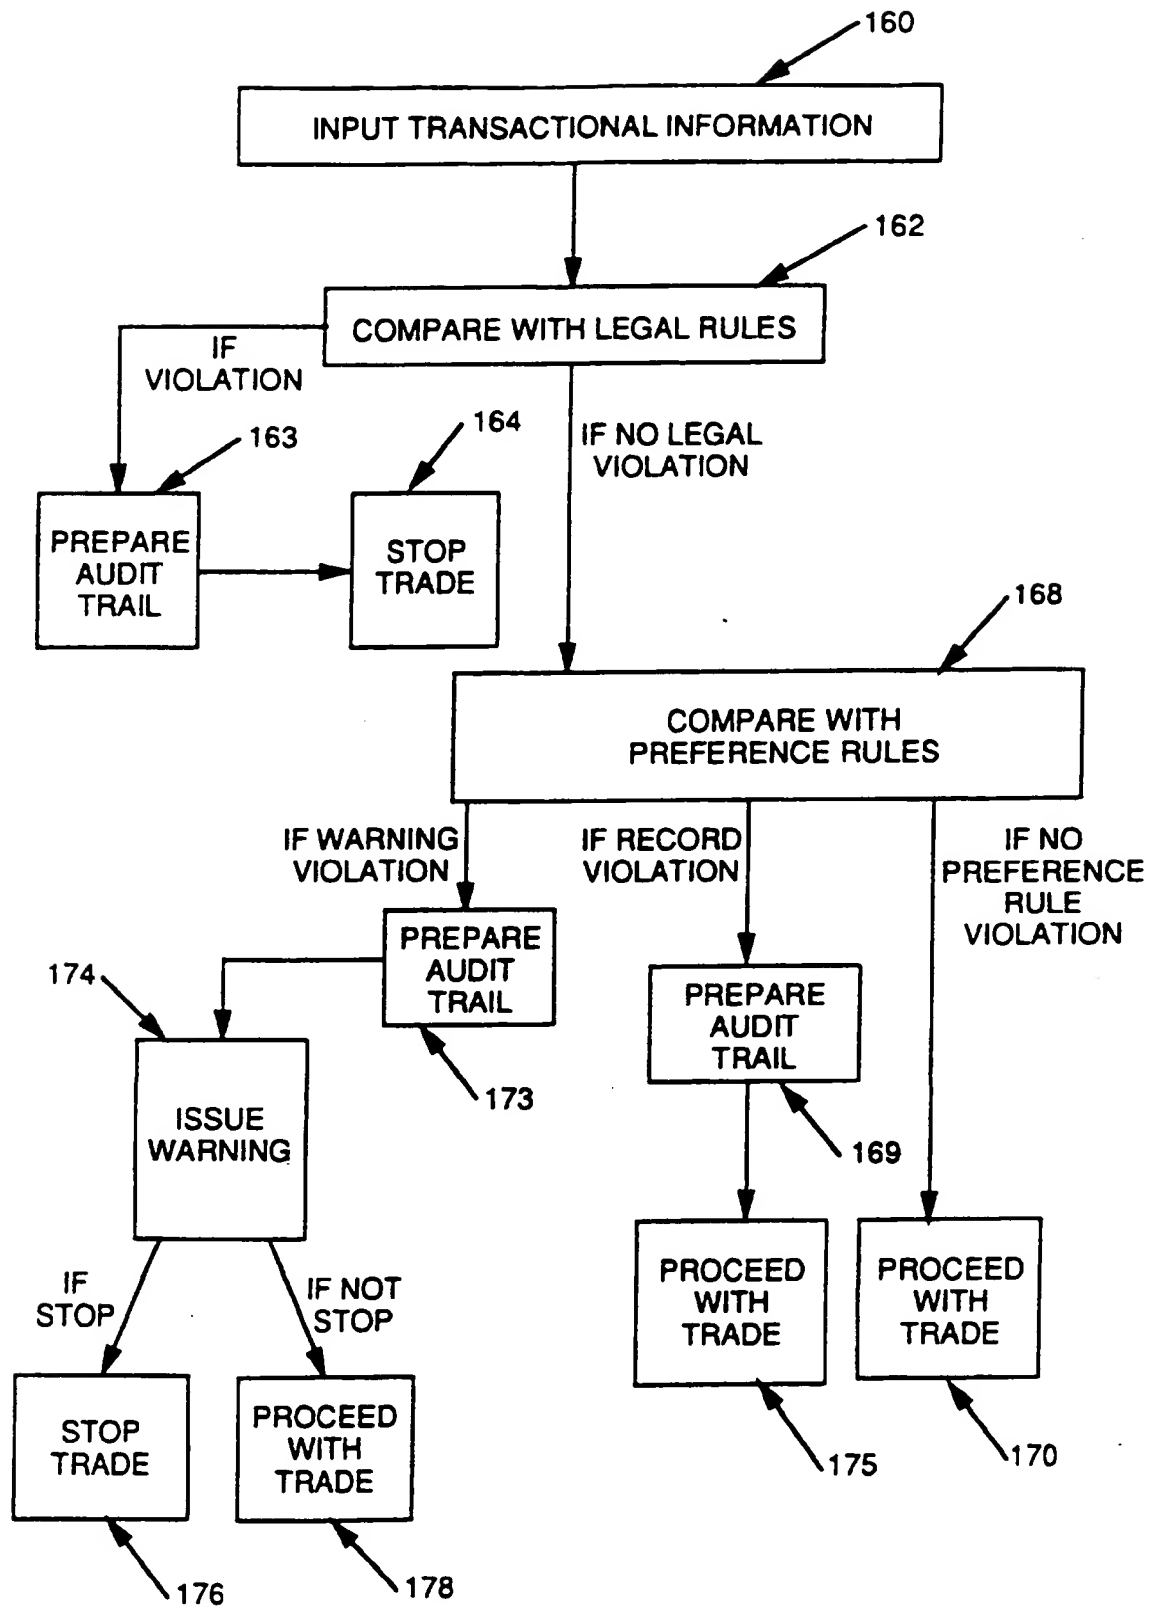 160
INPUT TRANSACTIONAL INFORMATION
162
COMPARE WITH LEGAL RULES
IF
VIOLATION
163
164
IF NO LEGAL
VIOLATION
PREPARE
AUDIT
TRAIL
STOP
TRADE
168
COMPARE WITH
PREFERENCE RULES
IF WARNING
VIOLATION
IF RECORD
VIOLATION
IF NO
PREFERENCE
RULE
VIOLATION
PREPARE
AUDIT
TRAIL
173
174
ISSUE
WARNING
PREPARE
AUDIT
TRAIL
169
IF
STOP
IF NOT
STOP
PROCEED
WITH
TRADE
175
PROCEED
WITH
TRADE
170
STOP
TRADE
176
PROCEED
WITH
TRADE
178